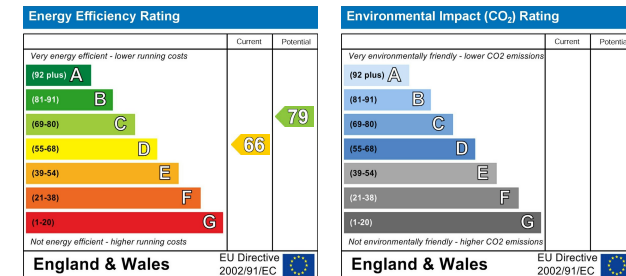 Energy Efficiency Rating
Current Potential
Very energy efficient - lower running costs
(92 plus) A
(81-91) B
(69-80) C
(55-68) D
(39-54) E
(21-38) F
(1-20) G
66
79
Not energy efficient - higher running costs
England & Wales
EU Directive
2002/91/EC
Environmental Impact (CO2) Rating
Current Potential
Very environmentally friendly - lower CO2 emissions
(92 plus) A
(81-91) B
(69-80) C
(55-68) D
(39-54) E
(21-38) F
(1-20) G
Not environmentally friendly - higher CO2 emissions
England & Wales
EU Directive
2002/91/EC